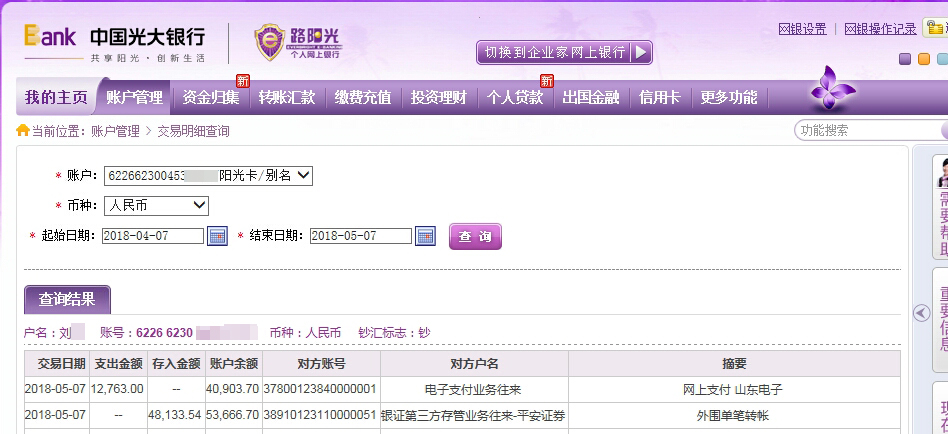 Bank 中国光大银行
共享阳光·创新生活
路阳光
个人网上银行
网银设置 | 网银操作记录
切换到企业家网上银行
我的主页 账户管理 资金归集 新 转账汇款 缴费充值 投资理财 个人贷款 新 出国金融 信用卡 更多功能
当前位置: 账户管理 > 交易明细查询
功能搜索
* 账户: 622662300453 阳光卡/别名
* 币种: 人民币
* 起始日期: 2018-04-07 * 结束日期: 2018-05-07 查 询
需要帮助
查询结果
重要信息
户名:刘 账号:6226 6230 币种:人民币 钞汇标志:钞
交易日期 支出金额 存入金额 账户余额 对方账号 对方户名 摘要
2018-05-07 12,763.00 -- 40,903.70 37800123840000001 电子支付业务往来 网上支付 山东电子
2018-05-07 -- 48,133.54 53,666.70 38910123110000051 银证第三方存管业务往来-平安证券 外围单笔转帐
现在